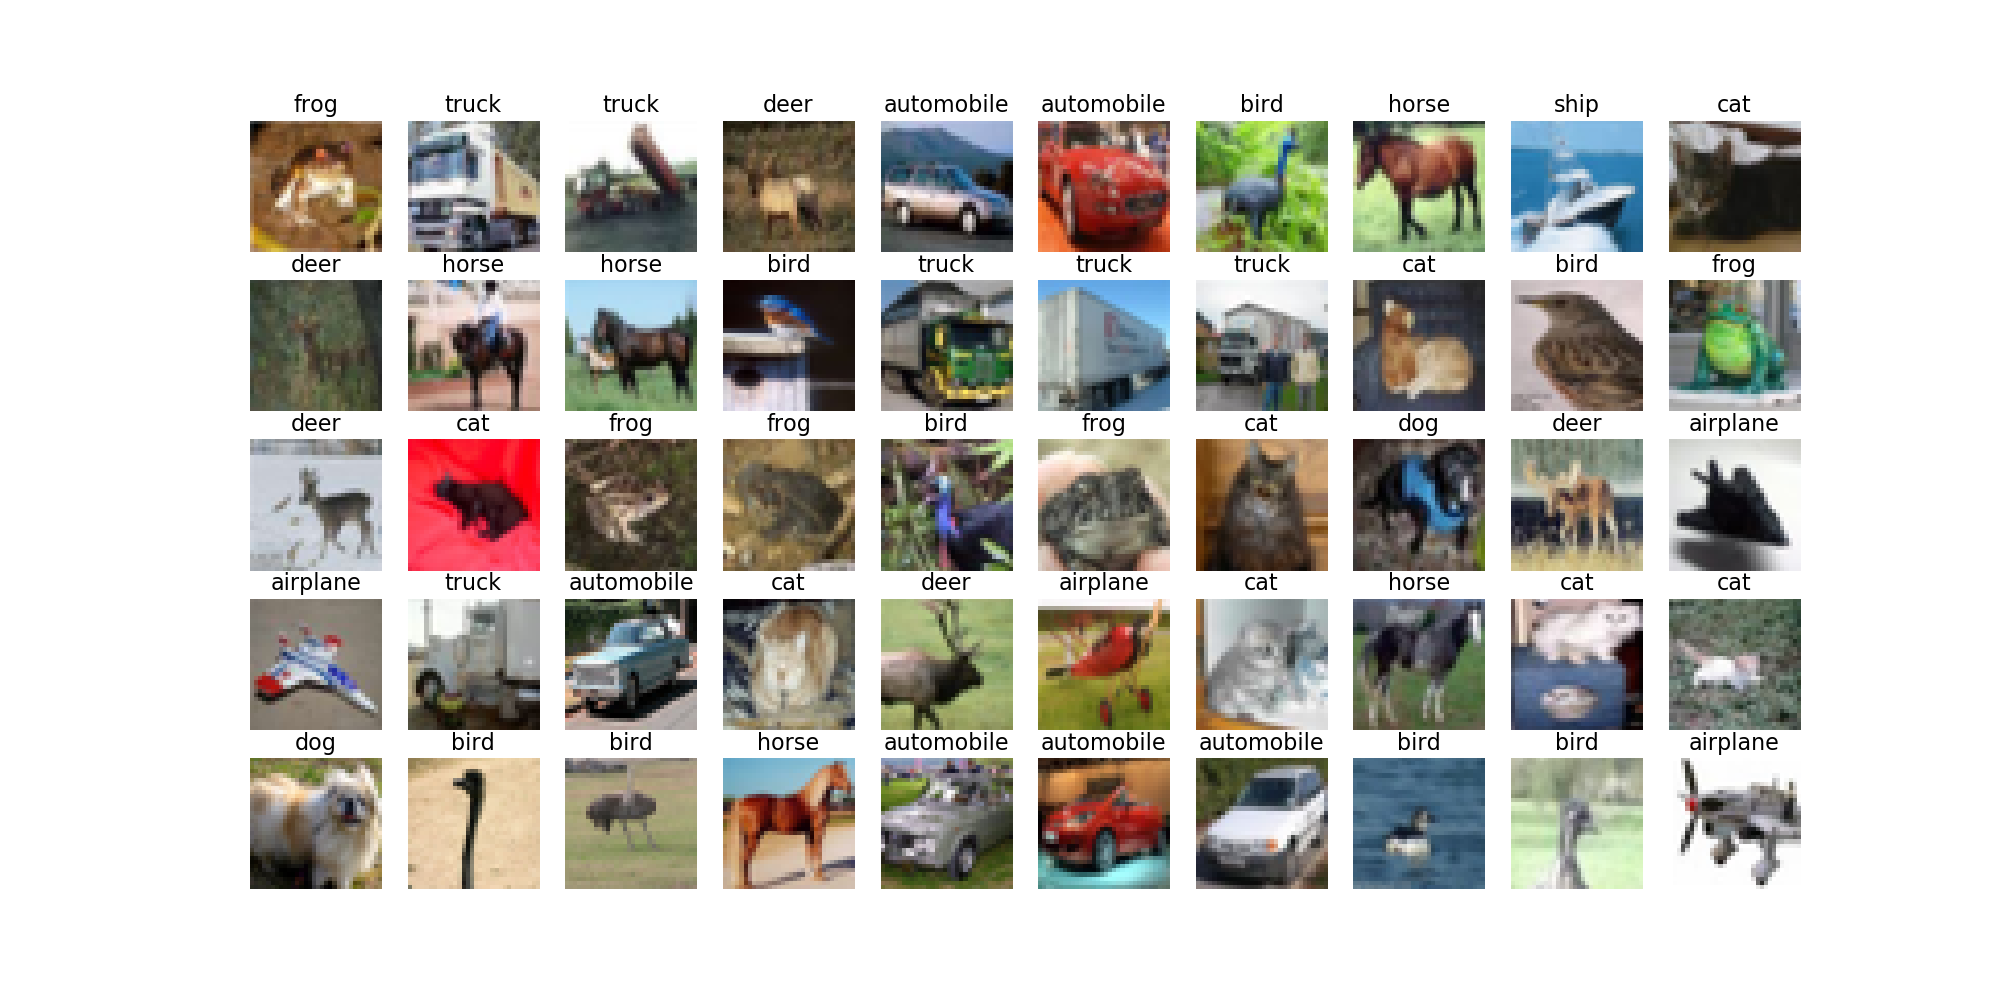 frog truck truck deer automobile automobile bird horse ship cat
deer horse horse bird truck truck truck cat bird frog
deer cat frog frog bird frog cat dog deer airplane
airplane truck automobile cat deer airplane cat horse cat cat
dog bird bird horse automobile automobile automobile bird bird airplane